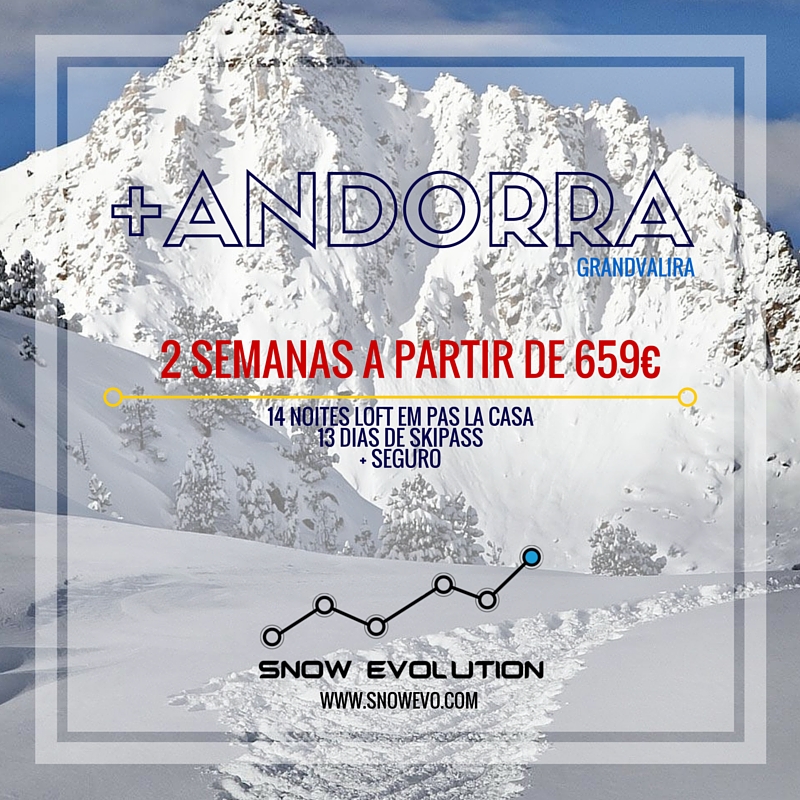 +ANDORRA
GRANDVALIRA
2 SEMANAS A PARTIR DE 659€
14 NOITES LOFT EM PAS LA CASA
13 DIAS DE SKIPASS
+ SEGURO
SNOW EVOLUTION
WWW.SNOWEVO.COM